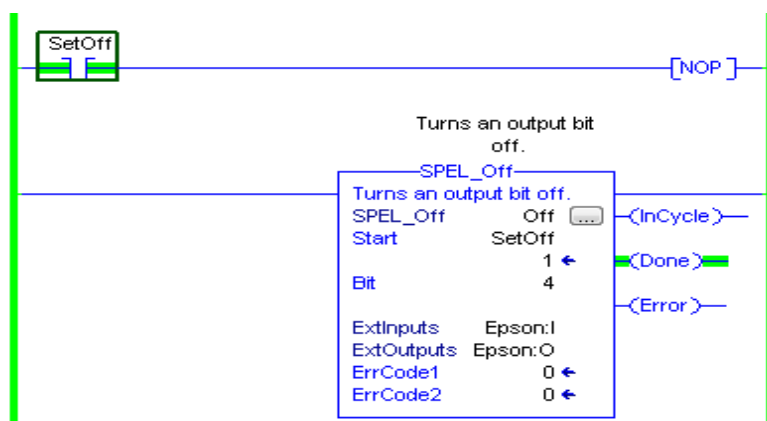 SetOff
NOP
Turns an output bit
off.
SPEL_Off
Turns an output bit off.
SPEL_Off Off ... InCycle
Start SetOff
1 Done
Bit 4
Error
ExtInputs Epson:I
ExtOutputs Epson:O
ErrCode1 0
ErrCode2 0